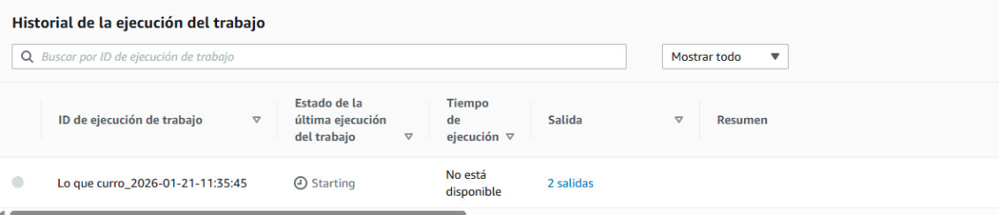 Historial de la ejecución del trabajo
Buscar por ID de ejecución de trabajo
Mostrar todo
ID de ejecución de trabajo
Estado de la
última ejecución
del trabajo
Tiempo
de
ejecución
Salida
Resumen
Lo que curro_2026-01-21-11:35:45
Starting
No está
disponible
2 salidas